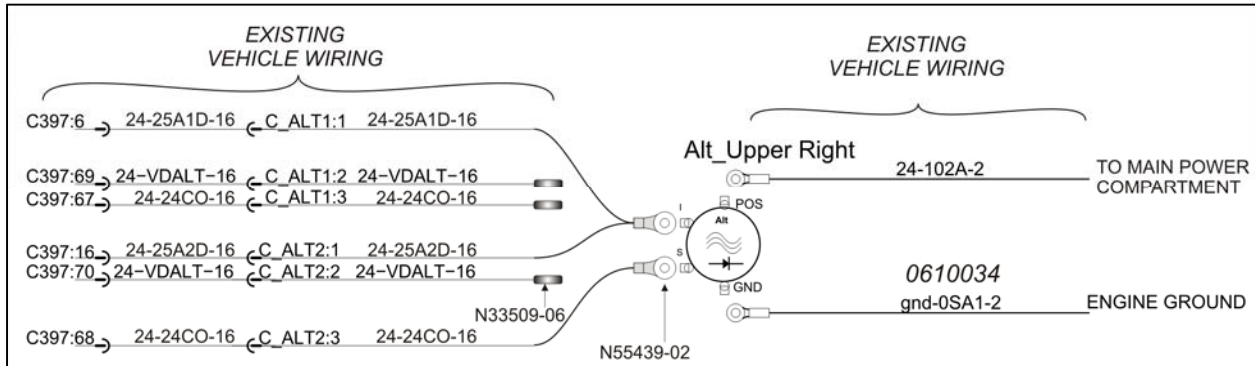 EXISTING
VEHICLE WIRING
EXISTING
VEHICLE WIRING
C397:6 24-25A1D-16 C_ALT1:1 24-25A1D-16
Alt_Upper Right
C397:69 24-VDALT-16 C_ALT1:2 24-VDALT-16
24-102A-2 TO MAIN POWER
COMPARTMENT
C397:67 24-24CO-16 C_ALT1:3 24-24CO-16
POS
I
Alt
C397:16 24-25A2D-16 C_ALT2:1 24-25A2D-16
S
C397:70 24-VDALT-16 C_ALT2:2 24-VDALT-16
GND
0610034
gnd-0SA1-2 ENGINE GROUND
N33509-06
C397:68 24-24CO-16 C_ALT2:3 24-24CO-16
N55439-02